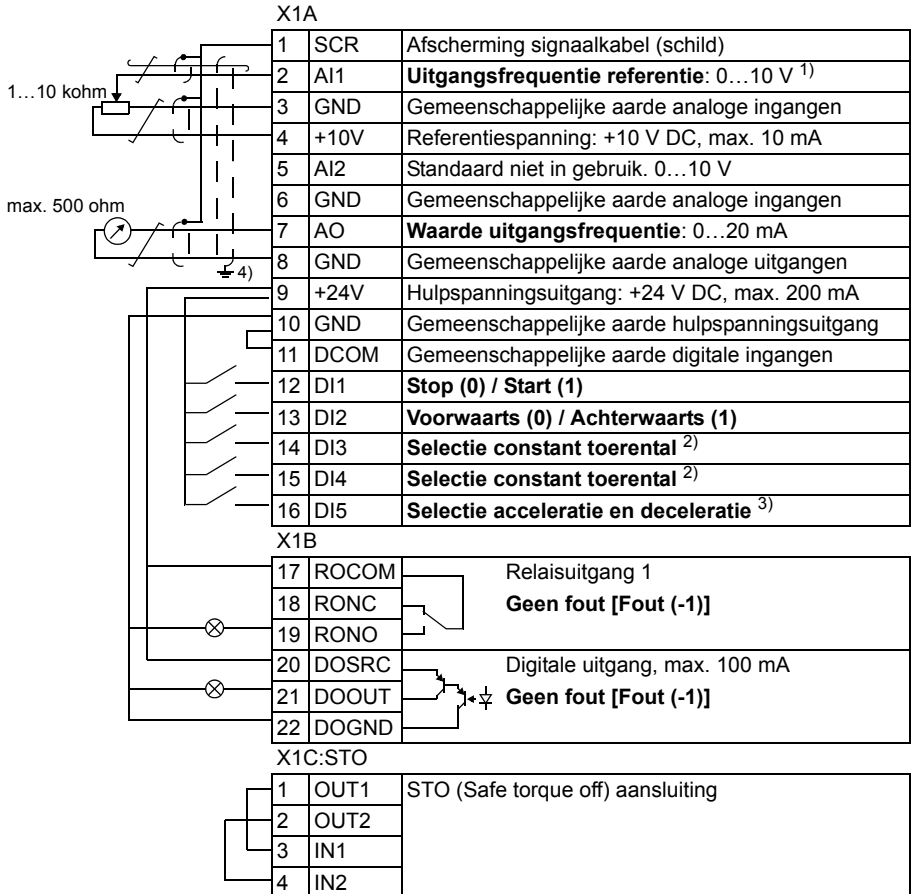 X1A
1 SCR Afscherming signaalkabel (schild)
2 AI1 Uitgangsfrequentie referentie: 0…10 V 1)
1…10 kohm
3 GND Gemeenschappelijke aarde analoge ingangen
4 +10V Referentiespanning: +10 V DC, max. 10 mA
5 AI2 Standaard niet in gebruik. 0…10 V
6 GND Gemeenschappelijke aarde analoge ingangen
max. 500 ohm
7 AO Waarde uitgangsfrequentie: 0…20 mA
8 GND Gemeenschappelijke aarde analoge uitgangen
4)
9 +24V Hulpspanningsuitgang: +24 V DC, max. 200 mA
10 GND Gemeenschappelijke aarde hulpspanningsuitgang
11 DCOM Gemeenschappelijke aarde digitale ingangen
12 DI1 Stop (0) / Start (1)
13 DI2 Voorwaarts (0) / Achterwaarts (1)
14 DI3 Selectie constant toerental 2)
15 DI4 Selectie constant toerental 2)
16 DI5 Selectie acceleratie en deceleratie 3)
X1B
17 ROCOM Relaisuitgang 1
18 RONC Geen fout [Fout (-1)]
19 RONO
20 DOSRC Digitale uitgang, max. 100 mA
21 DOOUT Geen fout [Fout (-1)]
22 DOGND
X1C:STO
1 OUT1 STO (Safe torque off) aansluiting
2 OUT2
3 IN1
4 IN2